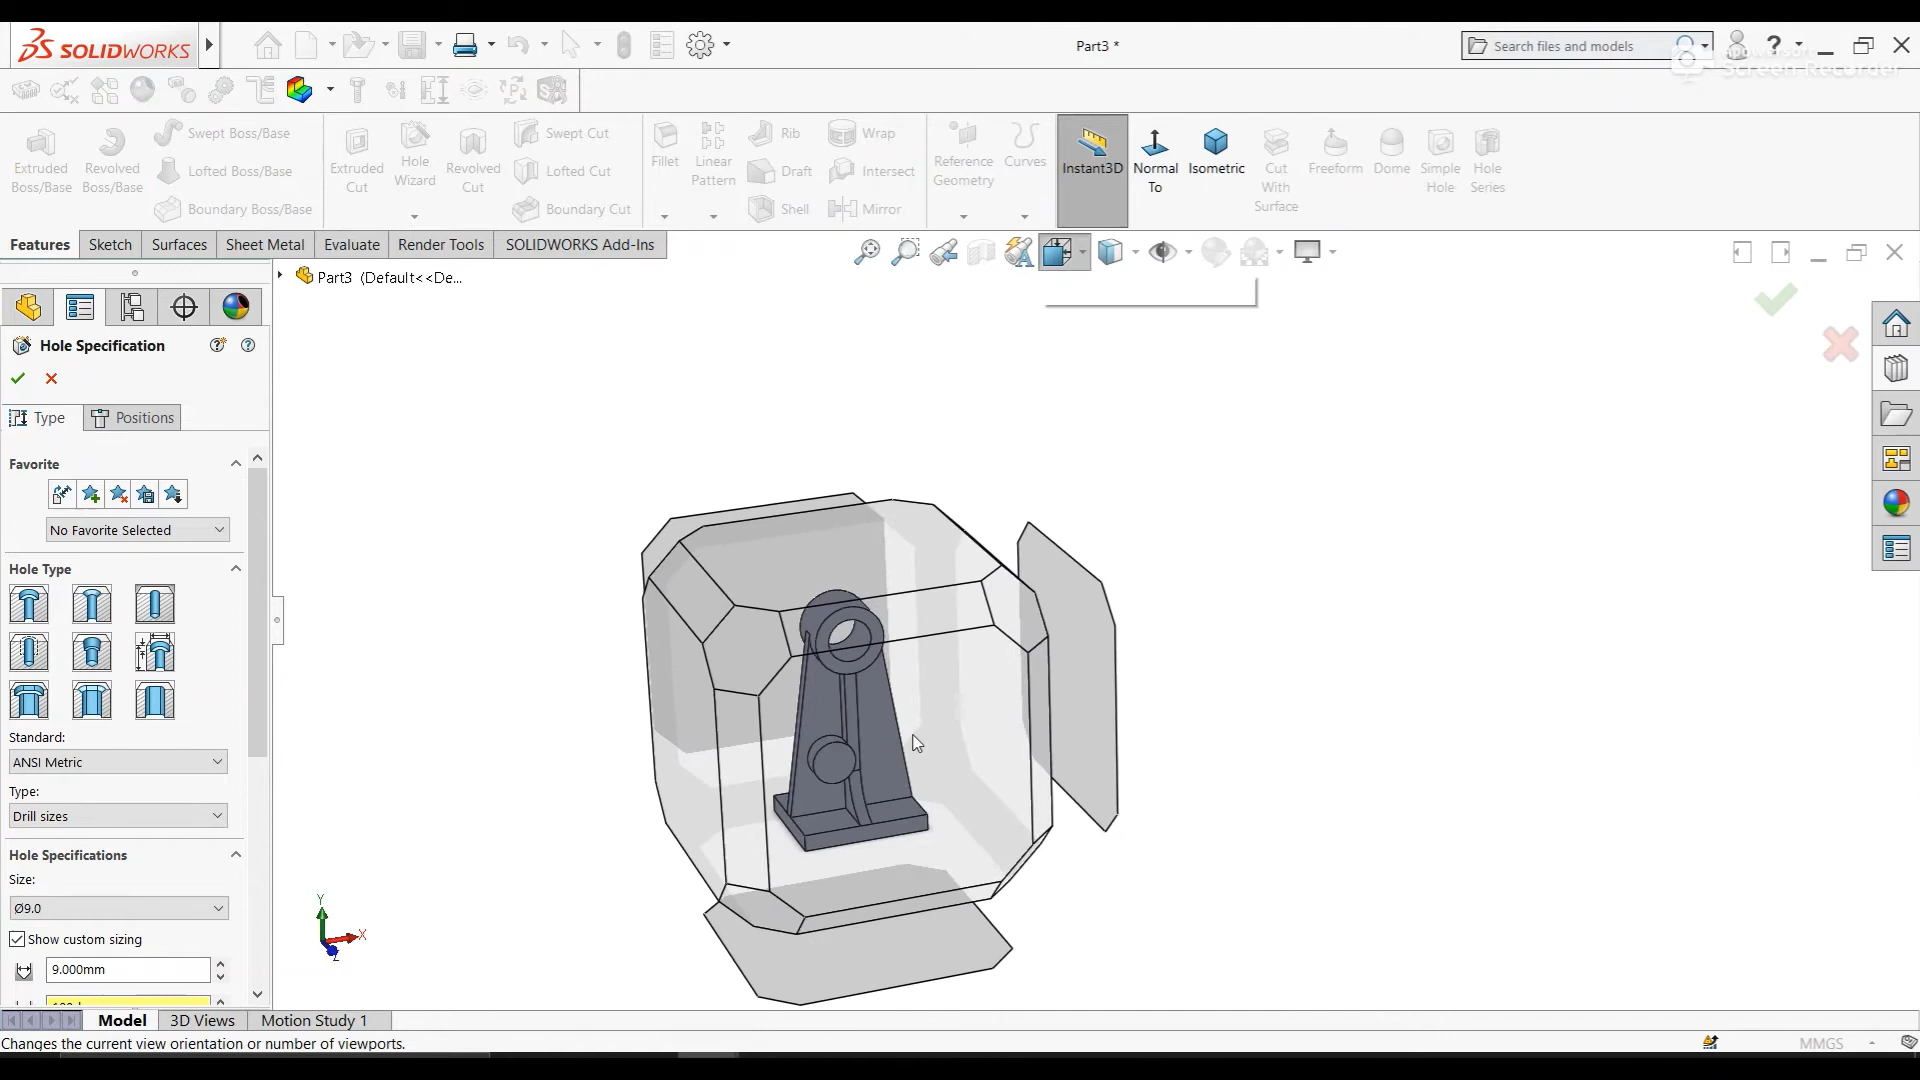 SOLIDWORKS
Part3 *
Search files and models
Screen Recorder
Extruded Boss/Base
Revolved Boss/Base
Swept Boss/Base
Lofted Boss/Base
Boundary Boss/Base
Extruded Cut
Hole Wizard
Revolved Cut
Swept Cut
Lofted Cut
Boundary Cut
Fillet
Linear Pattern
Rib
Draft
Shell
Wrap
Intersect
Mirror
Reference Geometry
Curves
Instant3D
Normal To
Isometric
Cut With Surface
Freeform
Dome
Simple Hole
Hole Series
Features
Sketch
Surfaces
Sheet Metal
Evaluate
Render Tools
SOLIDWORKS Add-Ins
Part3 (Default<<De...
Hole Specification
Type
Positions
Favorite
No Favorite Selected
Hole Type
Standard:
ANSI Metric
Type:
Drill sizes
Hole Specifications
Size:
Ø9.0
Show custom sizing
9.000mm
Y
X
Z
Model
3D Views
Motion Study 1
Changes the current view orientation or number of viewports.
MMGS